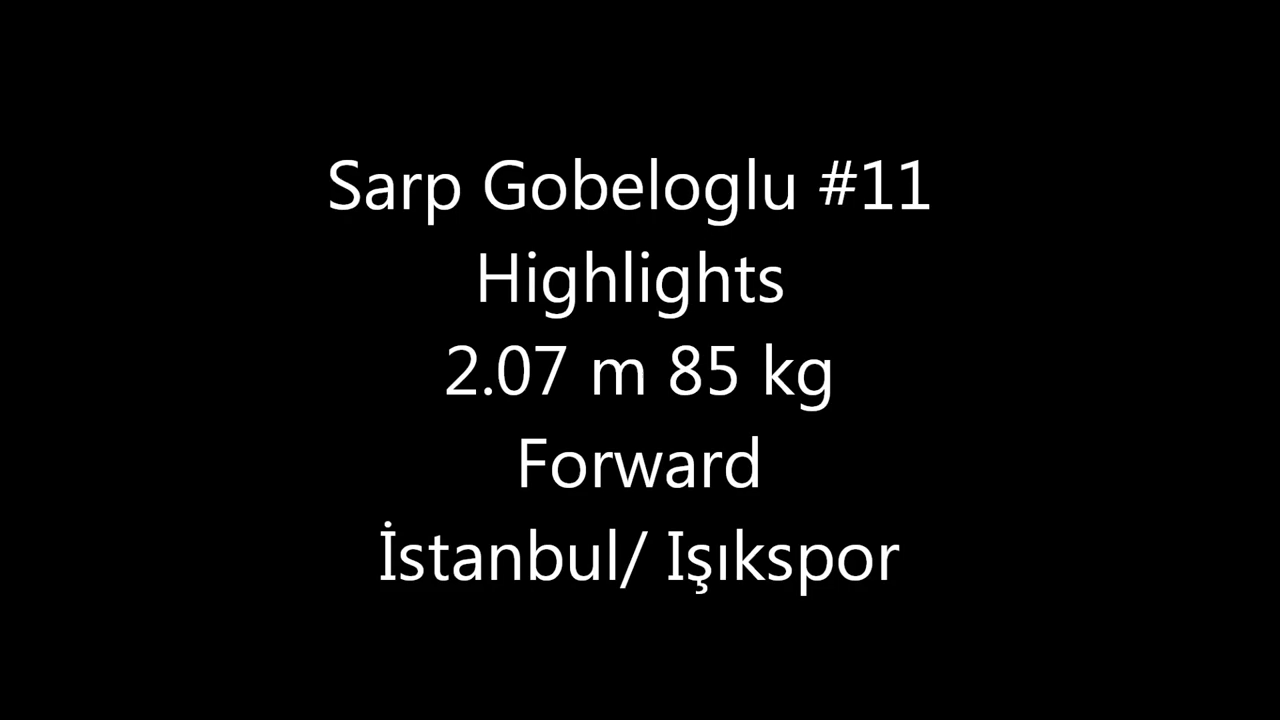 Sarp Gobeloglu #11
Highlights
2.07 m 85 kg
Forward
İstanbul/ Işıkspor